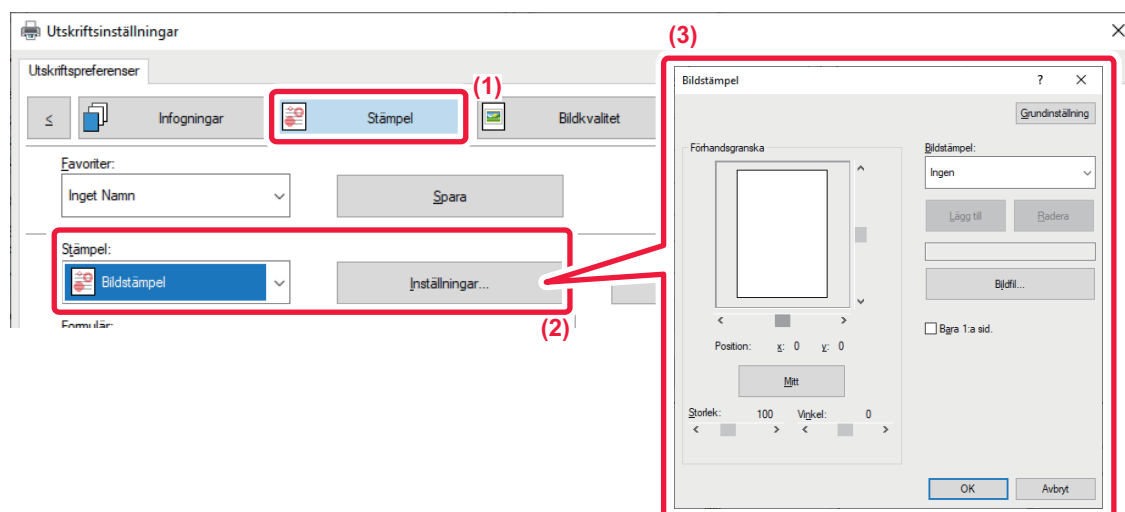 Utskriftsinställningar
Utskriftspreferenser
(1)
≤
Infogningar
Stämpel
Bildkvalitet
Favoriter:
Inget Namn
Spara
Stämpel:
Bildstämpel
Inställningar...
(2)
Formulär:
(3)
Bildstämpel
?
Grundinställning
Förhandsgranska
Position: x: 0 y: 0
Mitt
Storlek: 100 Vinkel: 0
Bildstämpel:
Ingen
Lägg till Radera
Bildfil...
Bara 1:a sid.
OK Avbryt